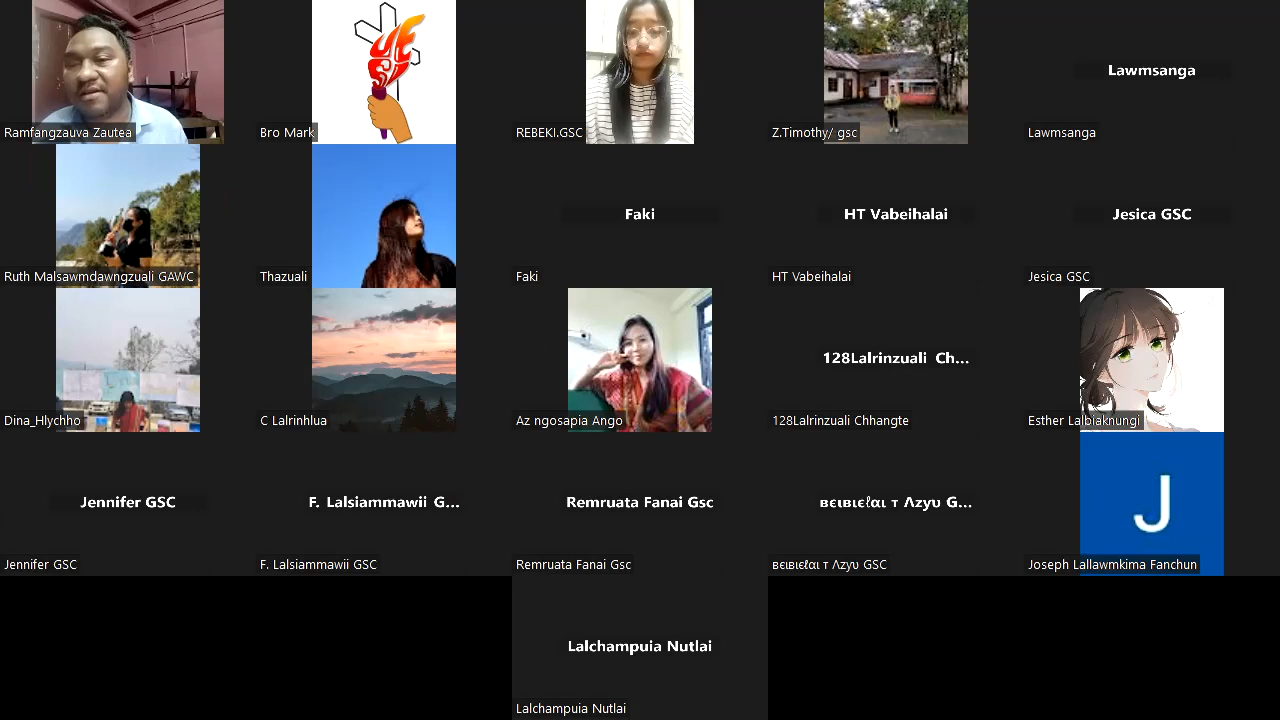 Ramfangzauva Zautea
Bro Mark
REBEKI.GSC
Z.Timothy/ gsc
Lawmsanga
Lawmsanga
Ruth Malsawmdawngzuali GAWC
Thazuali
Faki
Faki
HT Vabeihalai
HT Vabeihalai
Jesica GSC
Jesica GSC
Dina_Hlychho
C Lalrinhlua
Az ngosapia Ango
128Lalrinzuali Ch...
128Lalrinzuali Chhangte
Esther Lalbiaknungi
Jennifer GSC
Jennifer GSC
F. Lalsiammawii G...
F. Lalsiammawii GSC
Remruata Fanai Gsc
Remruata Fanai Gsc
вєιвιєℓαι т Λzყυ G...
вєιвιєℓαι т Λzყυ GSC
J
Joseph Lallawmkima Fanchun
Lalchampuia Nutlai
Lalchampuia Nutlai